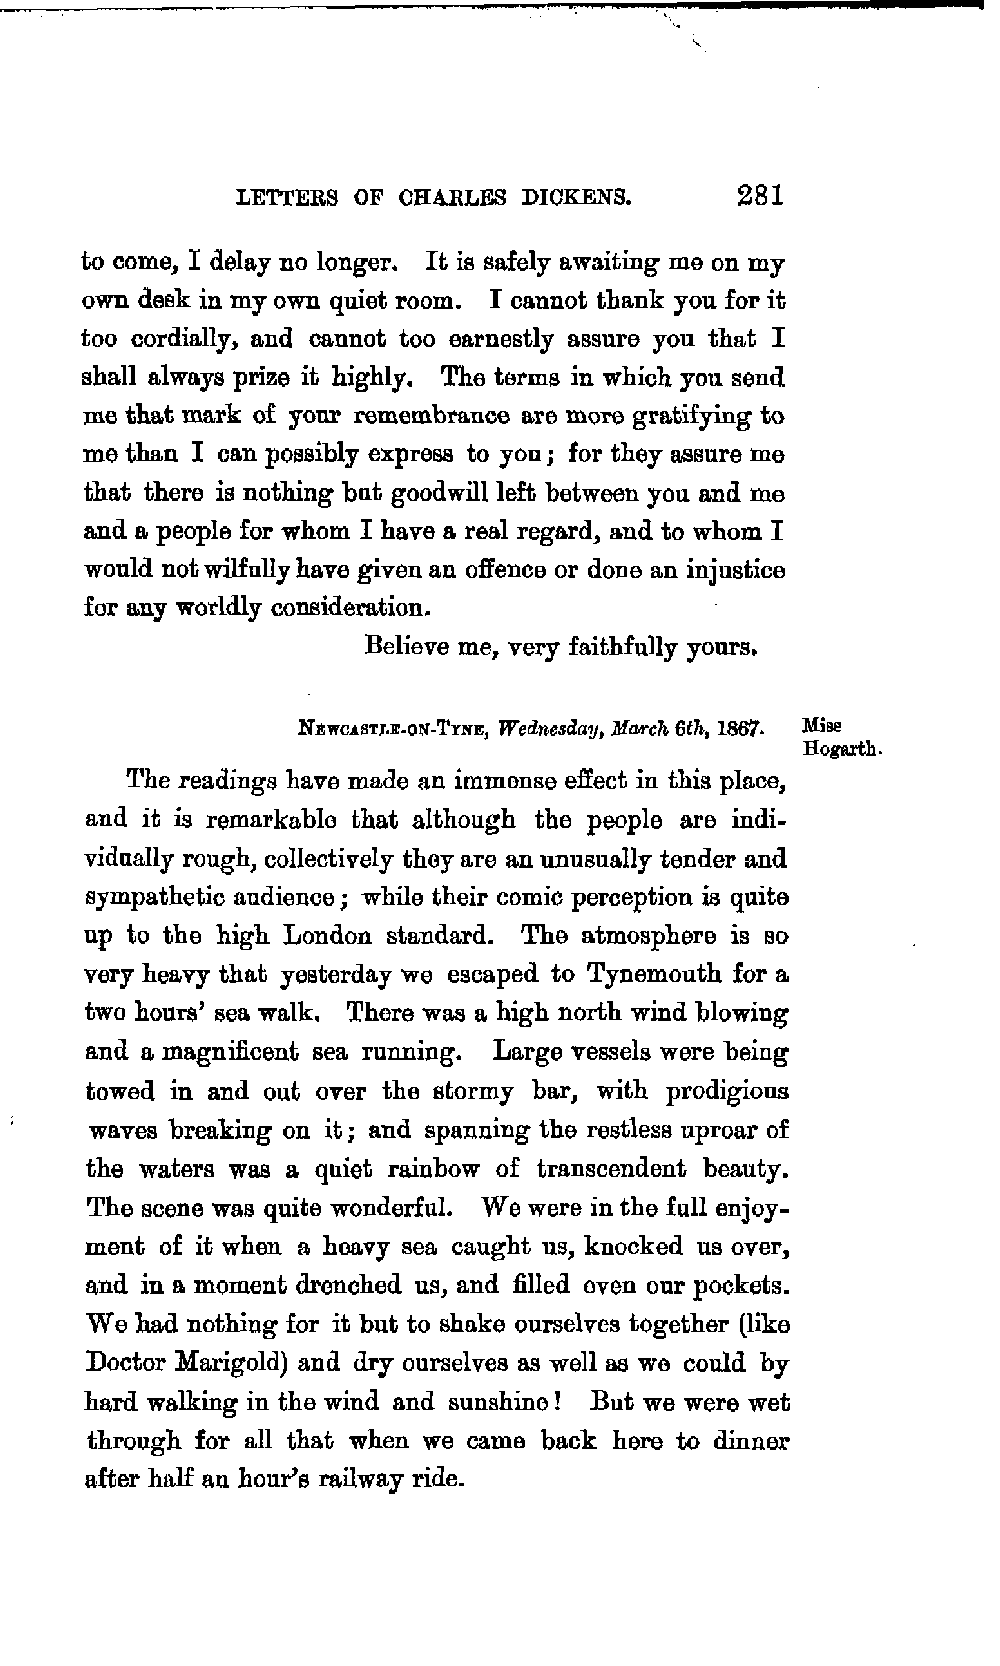 LETTERS OF CHARLES DICKENS. 281
to come, I delay no longer. It is safely awaiting me on my
own desk in my own quiet room. I cannot thank you for it
too cordially, and cannot too earnestly assure you that I
shall always prize it highly. The terms in which you send
me that mark of your remembrance are more gratifying to
me than I can possibly express to you; for they assure me
that there is nothing but goodwill left between you and me
and a people for whom I have a real regard, and to whom I
would not wilfully have given an offence or done an injustice
for any worldly consideration.
Believe me, very faithfully yours.
NEWCASTLE-ON-TYNE, Wednesday, March 6th, 1867. Miss
Hogarth.
The readings have made an immense effect in this place,
and it is remarkable that although the people are indi-
vidually rough, collectively they are an unusually tender and
sympathetic audience; while their comic perception is quite
up to the high London standard. The atmosphere is so
very heavy that yesterday we escaped to Tynemouth for a
two hours' sea walk. There was a high north wind blowing
and a magnificent sea running. Large vessels were being
towed in and out over the stormy bar, with prodigious
waves breaking on it; and spanning the restless uproar of
the waters was a quiet rainbow of transcendent beauty.
The scene was quite wonderful. We were in the full enjoy-
ment of it when a heavy sea caught us, knocked us over,
and in a moment drenched us, and filled even our pockets.
We had nothing for it but to shake ourselves together (like
Doctor Marigold) and dry ourselves as well as we could by
hard walking in the wind and sunshine! But we were wet
through for all that when we came back here to dinner
after half an hour's railway ride.